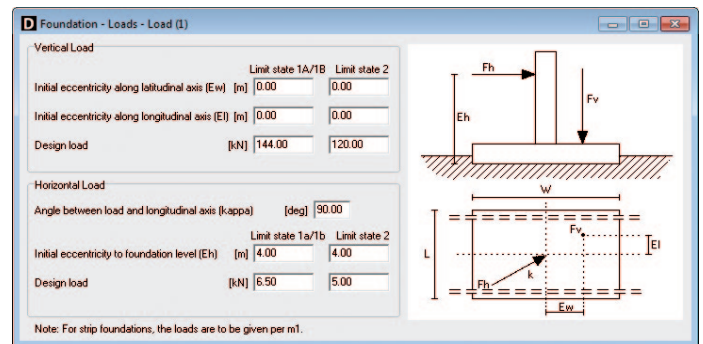 D Foundation - Loads - Load (1)
Vertical Load
Limit state 1A/1B Limit state 2
Initial eccentricity along latitudinal axis (Ew) [m] 0.00 0.00
Initial eccentricity along longitudinal axis (El) [m] 0.00 0.00
Design load [kN] 144.00 120.00
Horizontal Load
Angle between load and longitudinal axis (kappa) [deg] 90.00
Limit state 1a/1b Limit state 2
Initial eccentricity to foundation level (Eh) [m] 4.00 4.00
Design load [kN] 6.50 5.00
Note: For strip foundations, the loads are to be given per m1.
Fh
Fv
Eh
W
Fv
El
L
k
Fh
Ew